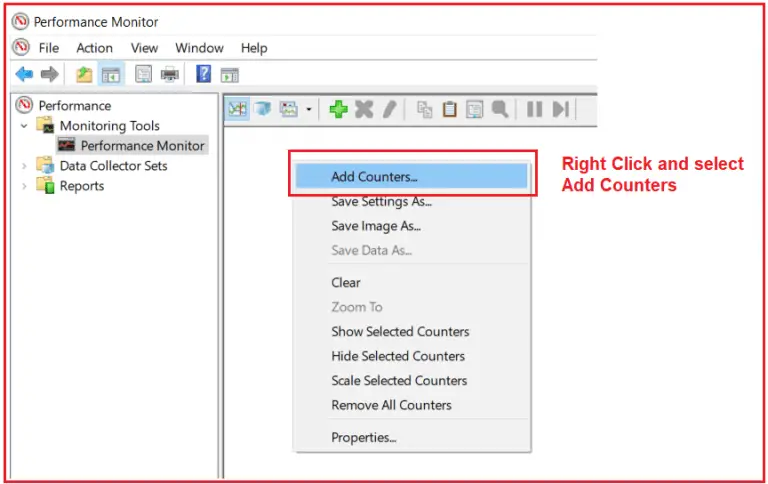 Performance Monitor
File Action View Window Help
Performance
Monitoring Tools
Performance Monitor
Data Collector Sets
Reports
Add Counters...
Save Settings As...
Save Image As...
Save Data As...
Clear
Zoom To
Show Selected Counters
Hide Selected Counters
Scale Selected Counters
Remove All Counters
Properties...
Right Click and select
Add Counters